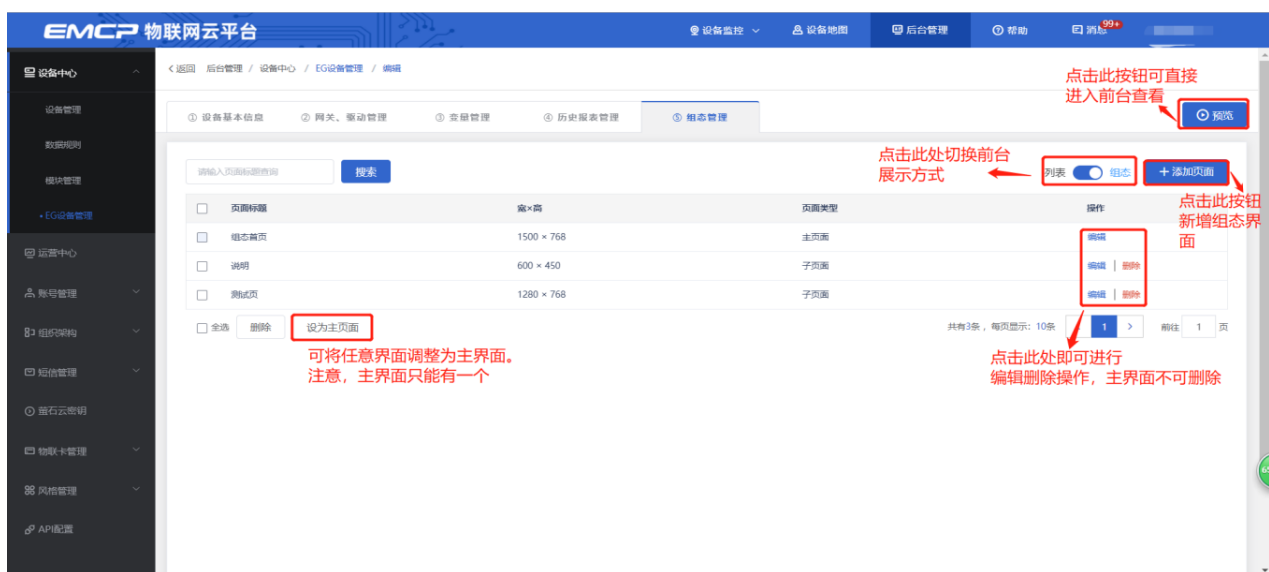 EMCP 物联网云平台
设备监控
设备地图
后台管理
帮助
消息
99+
设备中心
设备管理
数据规则
模块管理
•EG设备管理
运营中心
账号管理
组织架构
短信管理
萤石云密钥
物联卡管理
风格管理
API配置
<返回 后台管理 / 设备中心 / EG设备管理 / 编辑
点击此按钮可直接
进入前台查看
① 设备基本信息
② 网关、驱动管理
③ 变量管理
④ 历史报表管理
⑤ 组态管理
预览
点击此处切换前台
展示方式
请输入页面标题查询
搜索
列表
组态
+添加页面
点击此按钮
新增组态界
面
页面标题 宽×高 页面类型 操作
组态首页 1500 × 768 主页面 编辑
说明 600 × 450 子页面 编辑 | 删除
测试页 1280 × 768 子页面 编辑 | 删除
全选 删除 设为主页面
共有3条，每页显示：10条 1 > 前往 1 页
可将任意界面调整为主界面。
注意，主界面只能有一个
点击此处即可进行
编辑删除操作，主界面不可删除